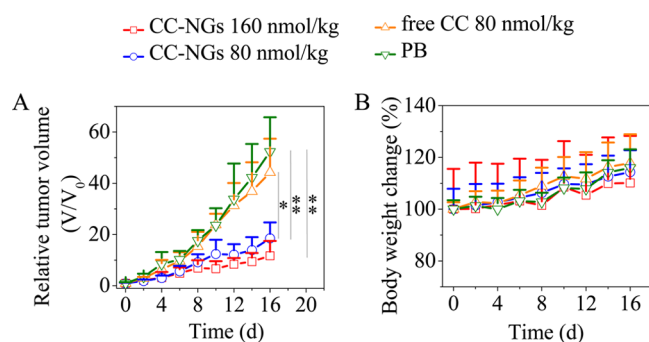 CC-NGs 160 nmol/kg
free CC 80 nmol/kg
CC-NGs 80 nmol/kg
PB
A
Relative tumor volume
(V/V₀)
60
40
20
0
0 4 8 12 16 20
Time (d)
*
**
**
B
Body weight change (%)
140
120
100
80
0 4 8 12 16
Time (d)